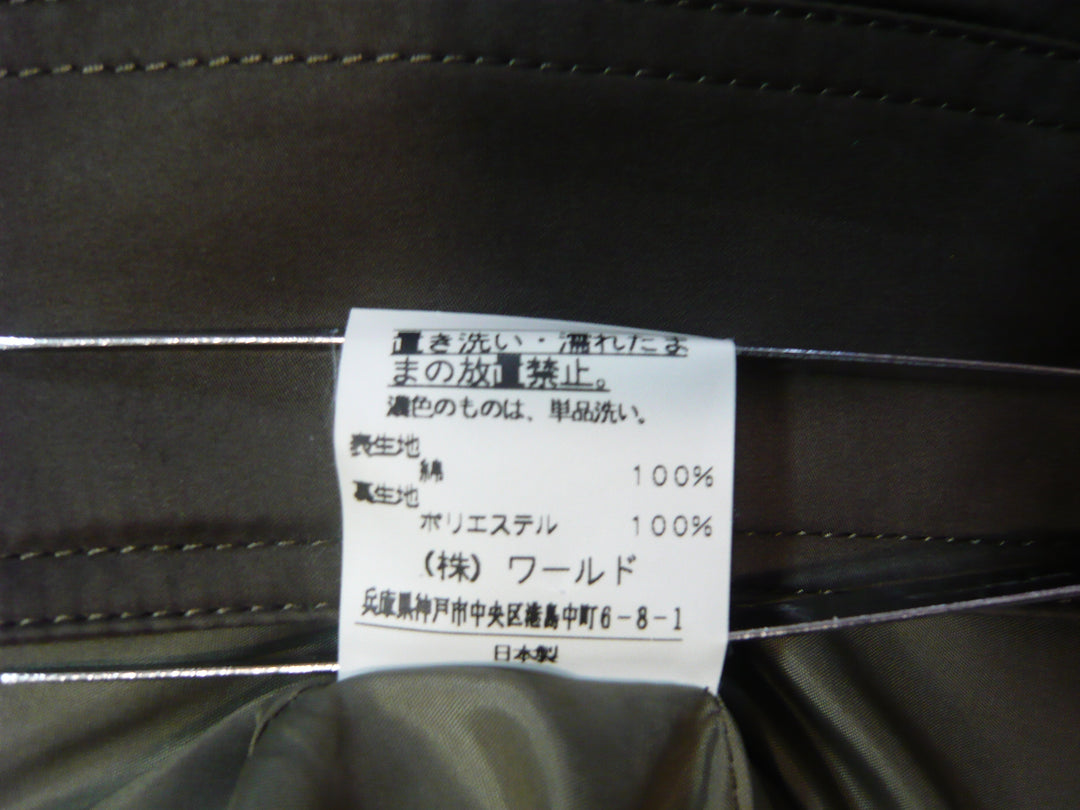 置き洗い・濡れたま
まの放置禁止。
濃色のものは、単品洗い。
表生地
綿 100%
裏生地
ポリエステル 100%
(株) ワールド
兵庫県神戸市中央区港島中町6-8-1
日本製